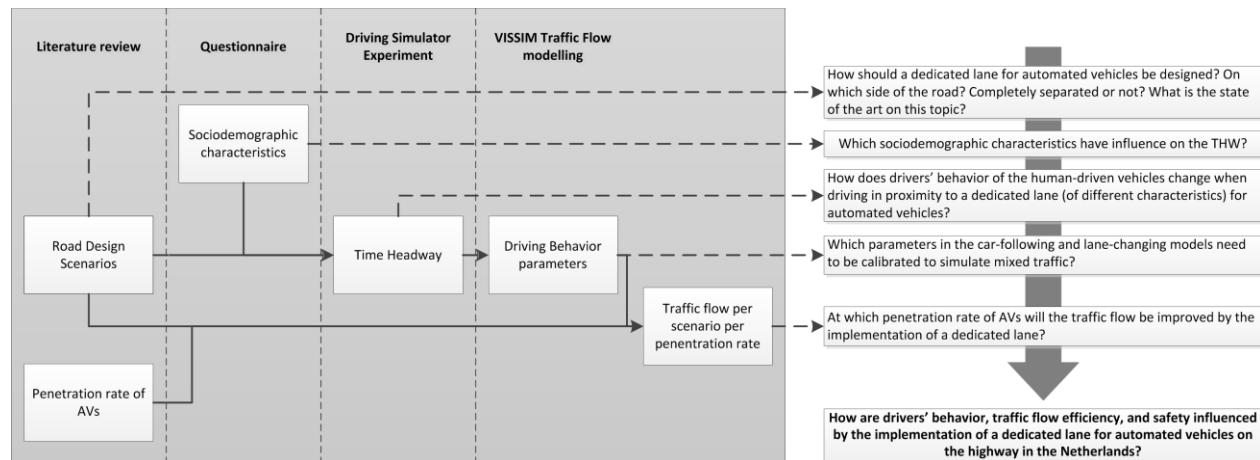 Literature review
Questionnaire
Driving Simulator
Experiment
VISSIM Traffic Flow
modelling
Sociodemographic
characteristics
Road Design
Scenarios
Time Headway
Driving Behavior
parameters
Traffic flow per
scenario per
penentration rate
Penetration rate of
AVs
How should a dedicated lane for automated vehicles be designed? On
which side of the road? Completely separated or not? What is the state
of the art on this topic?
Which sociodemographic characteristics have influence on the THW?
How does drivers’ behavior of the human-driven vehicles change when
driving in proximity to a dedicated lane (of different characteristics) for
automated vehicles?
Which parameters in the car-following and lane-changing models need
to be calibrated to simulate mixed traffic?
At which penetration rate of AVs will the traffic flow be improved by the
implementation of a dedicated lane?
How are drivers’ behavior, traffic flow efficiency, and safety influenced
by the implementation of a dedicated lane for automated vehicles on
the highway in the Netherlands?